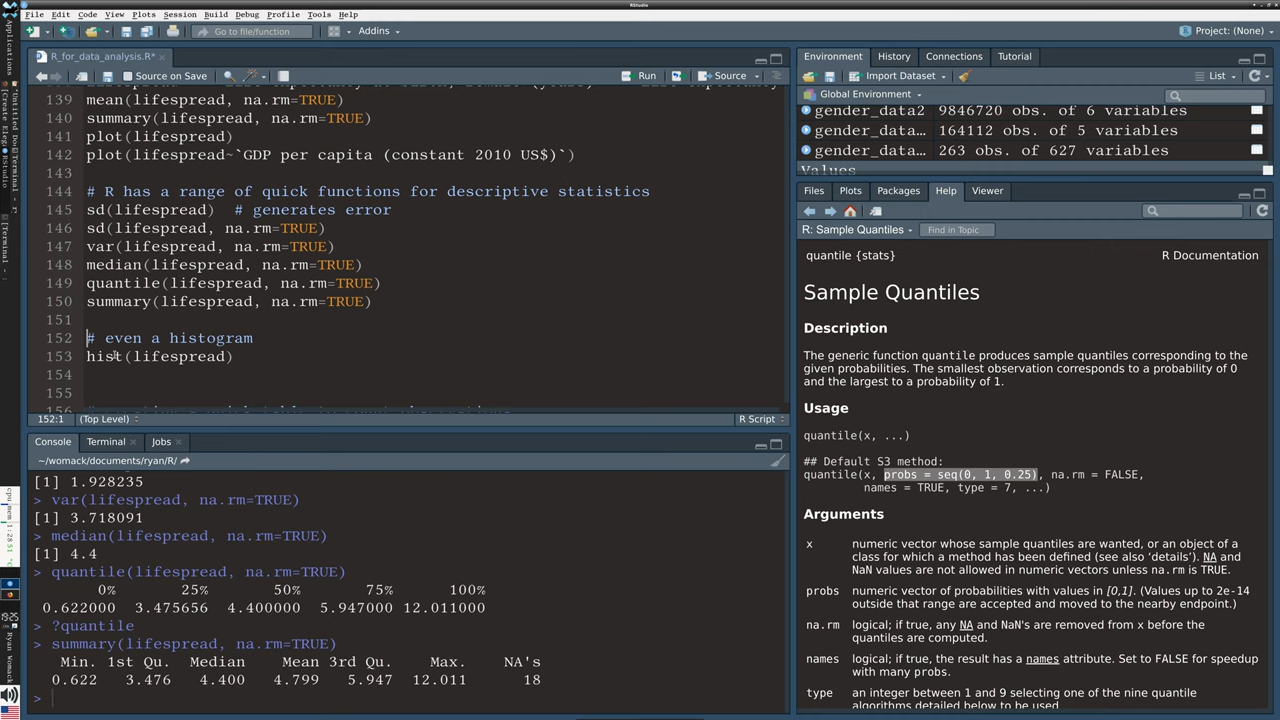 RStudio
File Edit Code View Plots Session Build Debug Profile Tools Help
Go to file/function Addins Project: (None)
R_for_data_analysis.R*
Source on Save Run Source
139 mean(lifespread, na.rm=TRUE)
140 summary(lifespread, na.rm=TRUE)
141 plot(lifespread)
142 plot(lifespread~`GDP per capita (constant 2010 US$)`)
143
144 # R has a range of quick functions for descriptive statistics
145 sd(lifespread)  # generates error
146 sd(lifespread, na.rm=TRUE)
147 var(lifespread, na.rm=TRUE)
148 median(lifespread, na.rm=TRUE)
149 quantile(lifespread, na.rm=TRUE)
150 summary(lifespread, na.rm=TRUE)
151
152 # even a histogram
153 hist(lifespread)
154
155
156
152:1 (Top Level) R Script
Console Terminal Jobs
~/womack/documents/ryan/R/
[1] 1.928235
> var(lifespread, na.rm=TRUE)
[1] 3.718091
> median(lifespread, na.rm=TRUE)
[1] 4.4
> quantile(lifespread, na.rm=TRUE)
0% 25% 50% 75% 100%
0.622000 3.475656 4.400000 5.947000 12.011000
> ?quantile
> summary(lifespread, na.rm=TRUE)
Min. 1st Qu. Median Mean 3rd Qu. Max. NA's
0.622 3.476 4.400 4.799 5.947 12.011 18
>
Environment History Connections Tutorial
Import Dataset List
Global Environment
gender_data2 9846720 obs. of 6 variables
gender_data… 164112 obs. of 5 variables
gender_data… 263 obs. of 627 variables
Values
Files Plots Packages Help Viewer
R: Sample Quantiles Find in Topic
quantile {stats} R Documentation
Sample Quantiles
Description
The generic function quantile produces sample quantiles corresponding to the
given probabilities. The smallest observation corresponds to a probability of 0
and the largest to a probability of 1.
Usage
quantile(x, ...)
## Default S3 method:
quantile(x, probs = seq(0, 1, 0.25), na.rm = FALSE,
names = TRUE, type = 7, ...)
Arguments
x numeric vector whose sample quantiles are wanted, or an object of a
class for which a method has been defined (see also ‘details’). NA and
NaN values are not allowed in numeric vectors unless na.rm is TRUE.
probs numeric vector of probabilities with values in [0,1]. (Values up to 2e-14
outside that range are accepted and moved to the nearby endpoint.)
na.rm logical; if true, any NA and NaN's are removed from x before the
quantiles are computed.
names logical; if true, the result has a names attribute. Set to FALSE for speedup
with many probs.
type an integer between 1 and 9 selecting one of the nine quantile
algorithms detailed below to be used.
Applications
RStudio
[Terminal -
cpu_mem
19:25
Ryan Womack